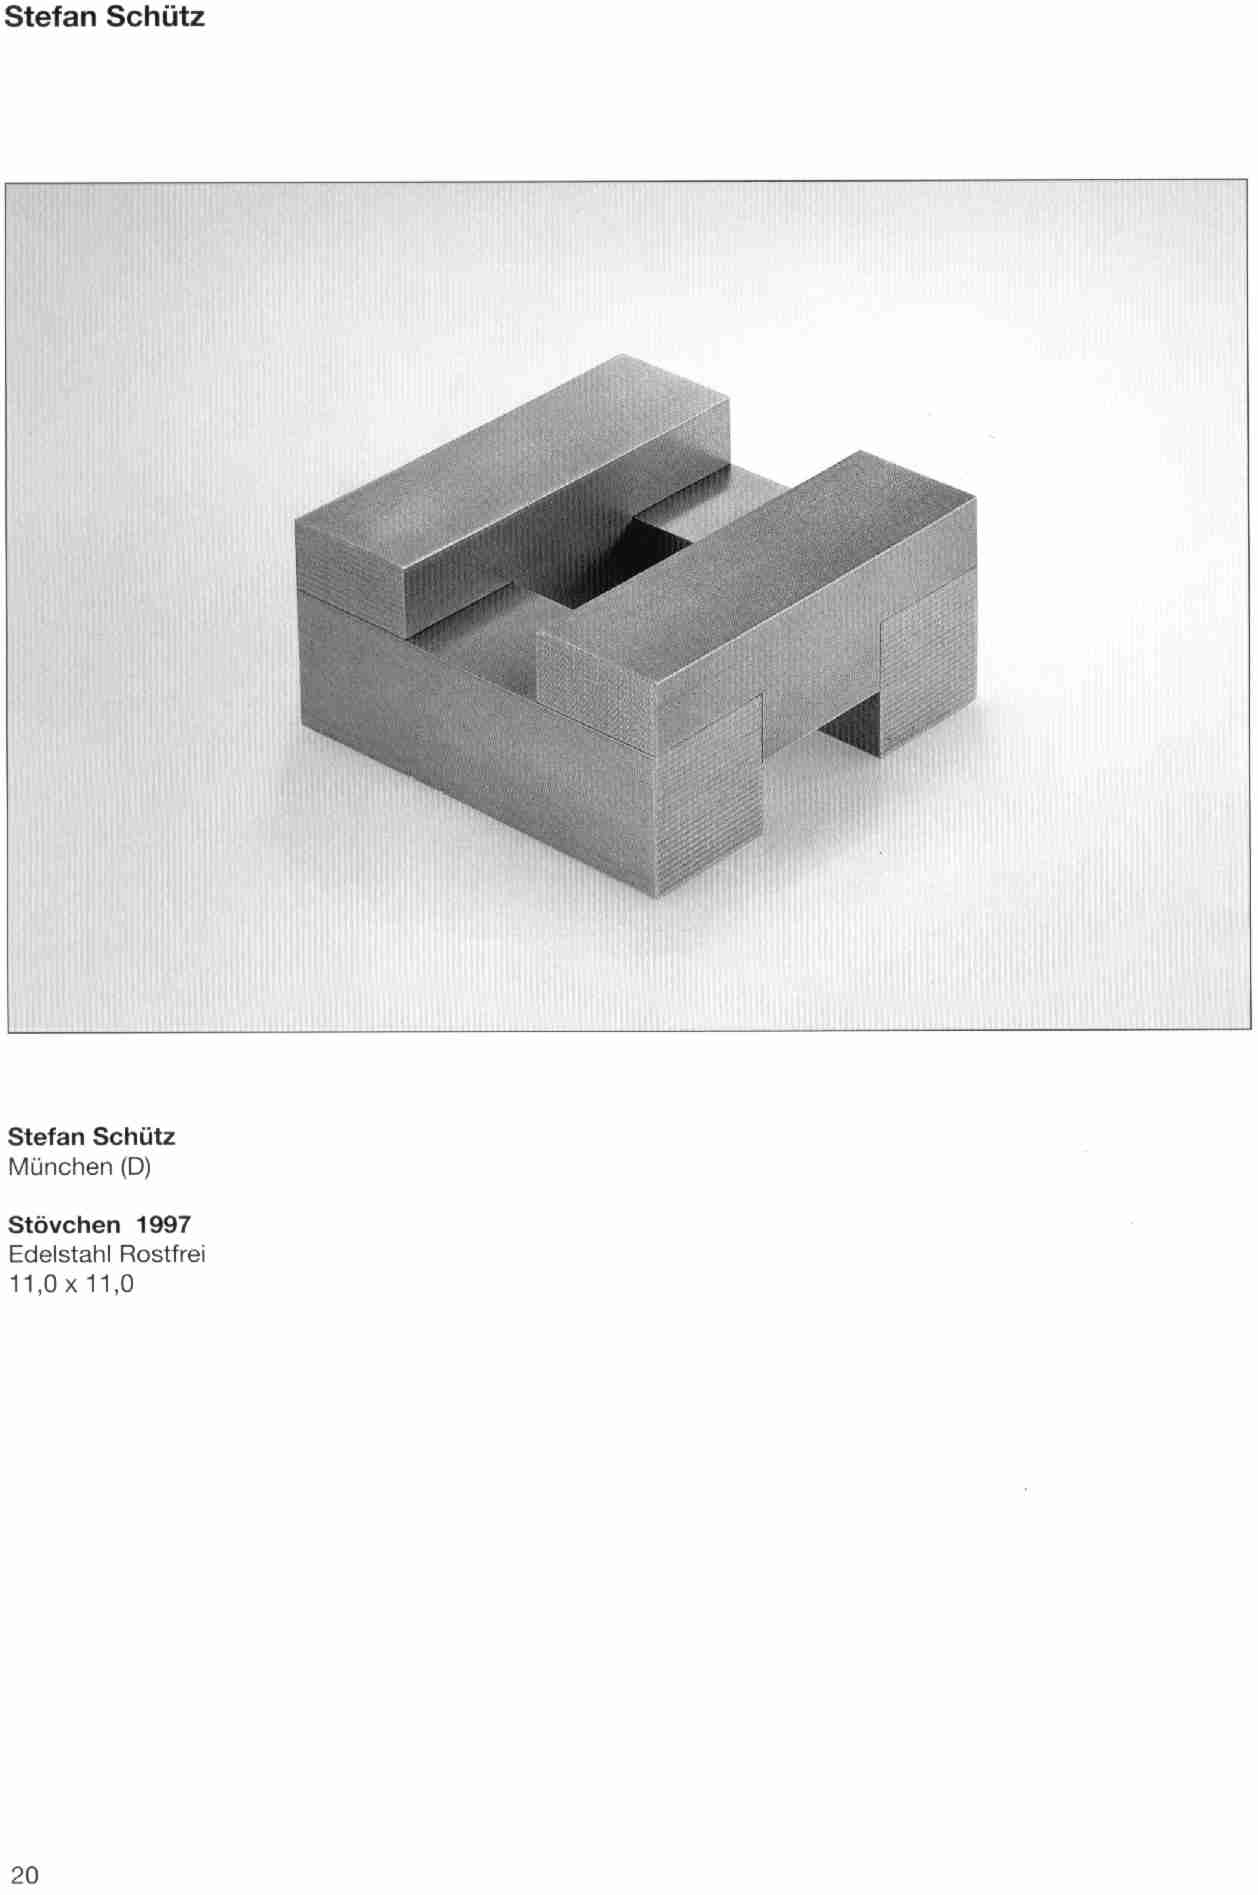 Stefan Schütz
Stefan Schütz
München (D)
Stövchen 1997
Edelstahl Rostfrei
11,0 x 11,0
20